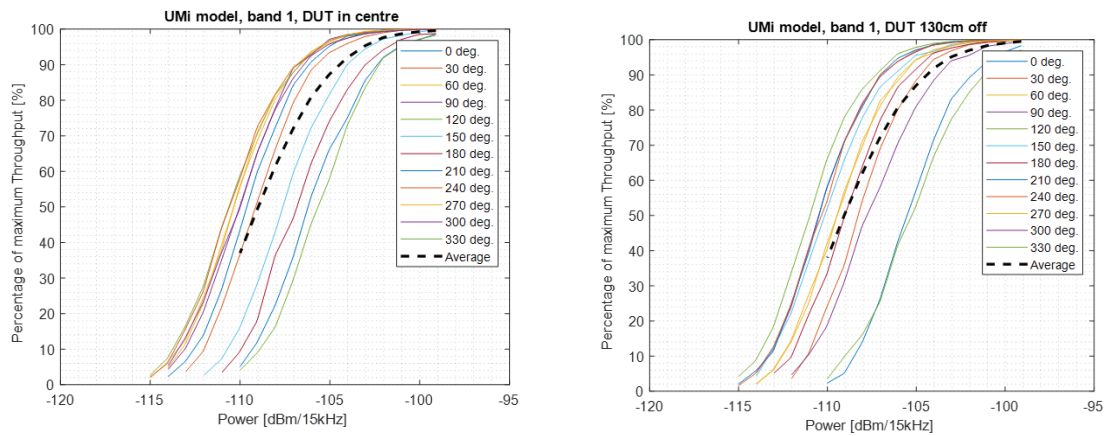 UMi model, band 1, DUT in centre
100
90
80
70
60
50
40
30
20
10
0
Percentage of maximum Throughput [%]
-120
-115
-110
-105
-100
-95
Power [dBm/15kHz]
0 deg.
30 deg.
60 deg.
90 deg.
120 deg.
150 deg.
180 deg.
210 deg.
240 deg.
270 deg.
300 deg.
330 deg.
Average
UMi model, band 1, DUT 130cm off
100
90
80
70
60
50
40
30
20
10
0
Percentage of maximum Throughput [%]
-120
-115
-110
-105
-100
-95
Power [dBm/15kHz]
0 deg.
30 deg.
60 deg.
90 deg.
120 deg.
150 deg.
180 deg.
210 deg.
240 deg.
270 deg.
300 deg.
330 deg.
Average